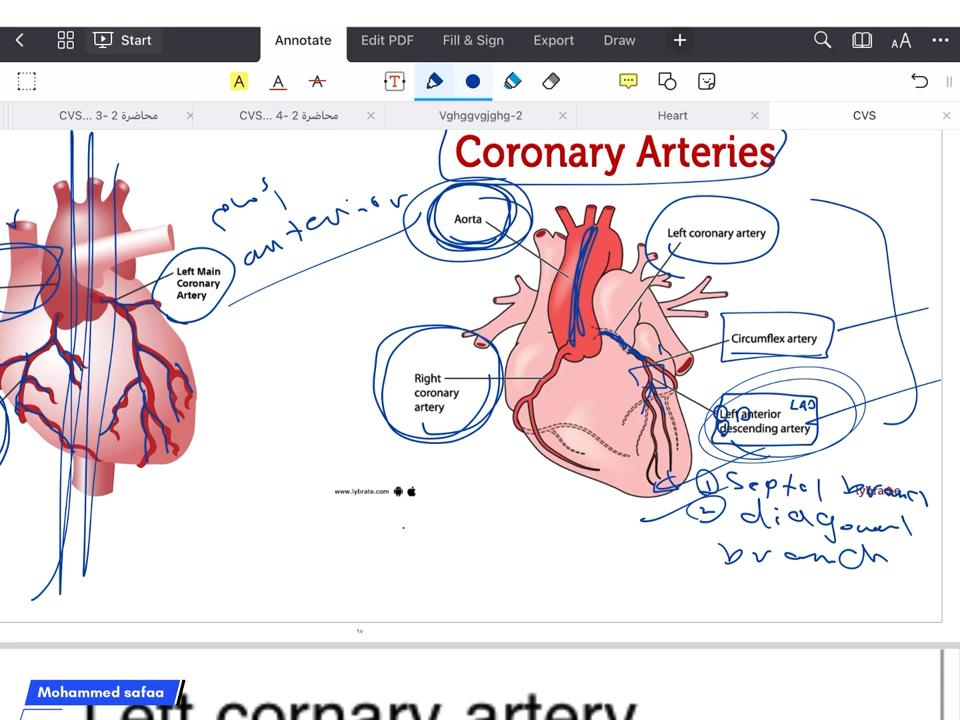 Start
Annotate
Edit PDF
Fill & Sign
Export
Draw
CVS... محاضرة 2 -3
CVS... محاضرة 2 -4
Vghggvgjghg-2
Heart
CVS
Coronary Arteries
anterior
Aorta
Left coronary artery
Left Main
Coronary
Artery
Circumflex artery
Right
coronary
artery
Left anterior
descending artery
LAD
www.lybrate.com
lybrate
① Septal branch
② diagonal
branch
١٧
Mohammed safaa
Left cornary artery